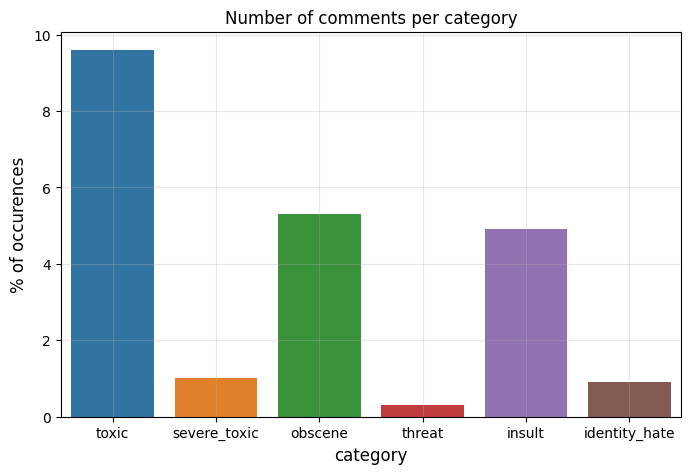 Number of comments per category
% of occurences
10
8
6
4
2
0
toxic severe_toxic obscene threat insult identity_hate
category